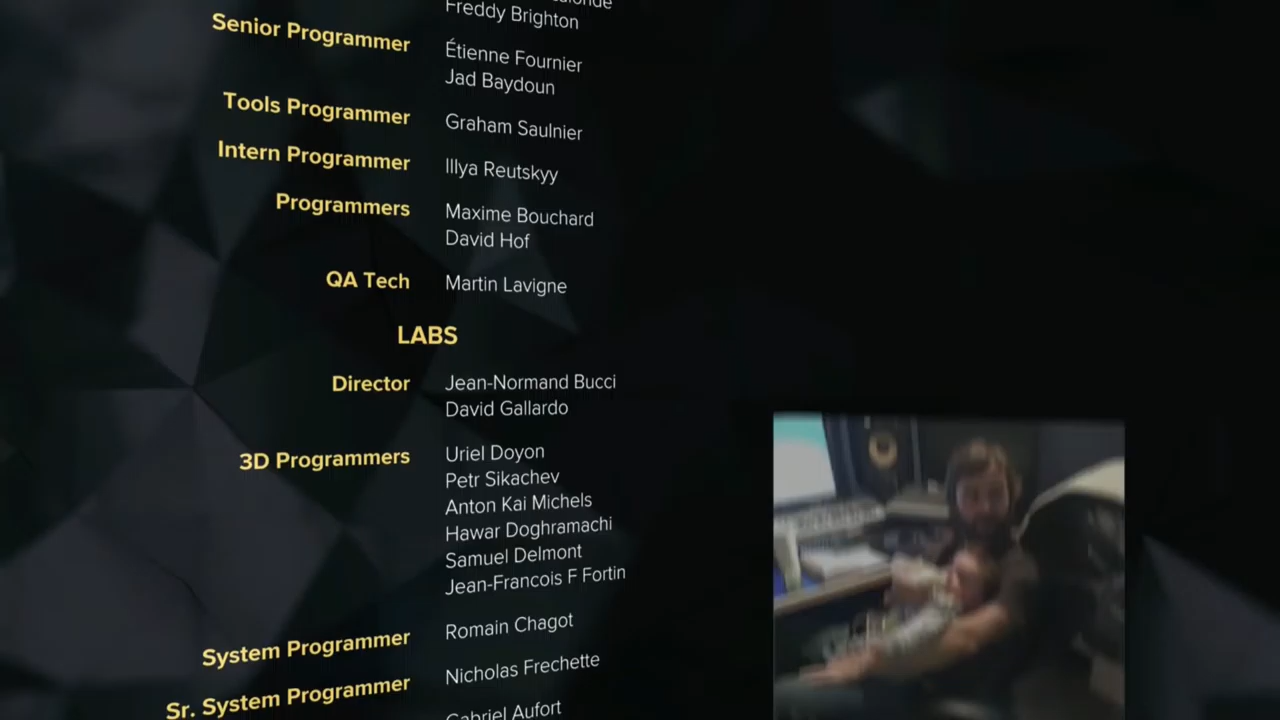 Freddy Brighton
Senior Programmer
Étienne Fournier
Jad Baydoun
Tools Programmer
Graham Saulnier
Intern Programmer
Illya Reutskyy
Programmers
Maxime Bouchard
David Hof
QA Tech
Martin Lavigne
LABS
Director
Jean-Normand Bucci
David Gallardo
3D Programmers
Uriel Doyon
Petr Sikachev
Anton Kai Michels
Hawar Doghramachi
Samuel Delmont
Jean-Francois F Fortin
System Programmer
Romain Chagot
Sr. System Programmer
Nicholas Frechette
Gabriel Aufort